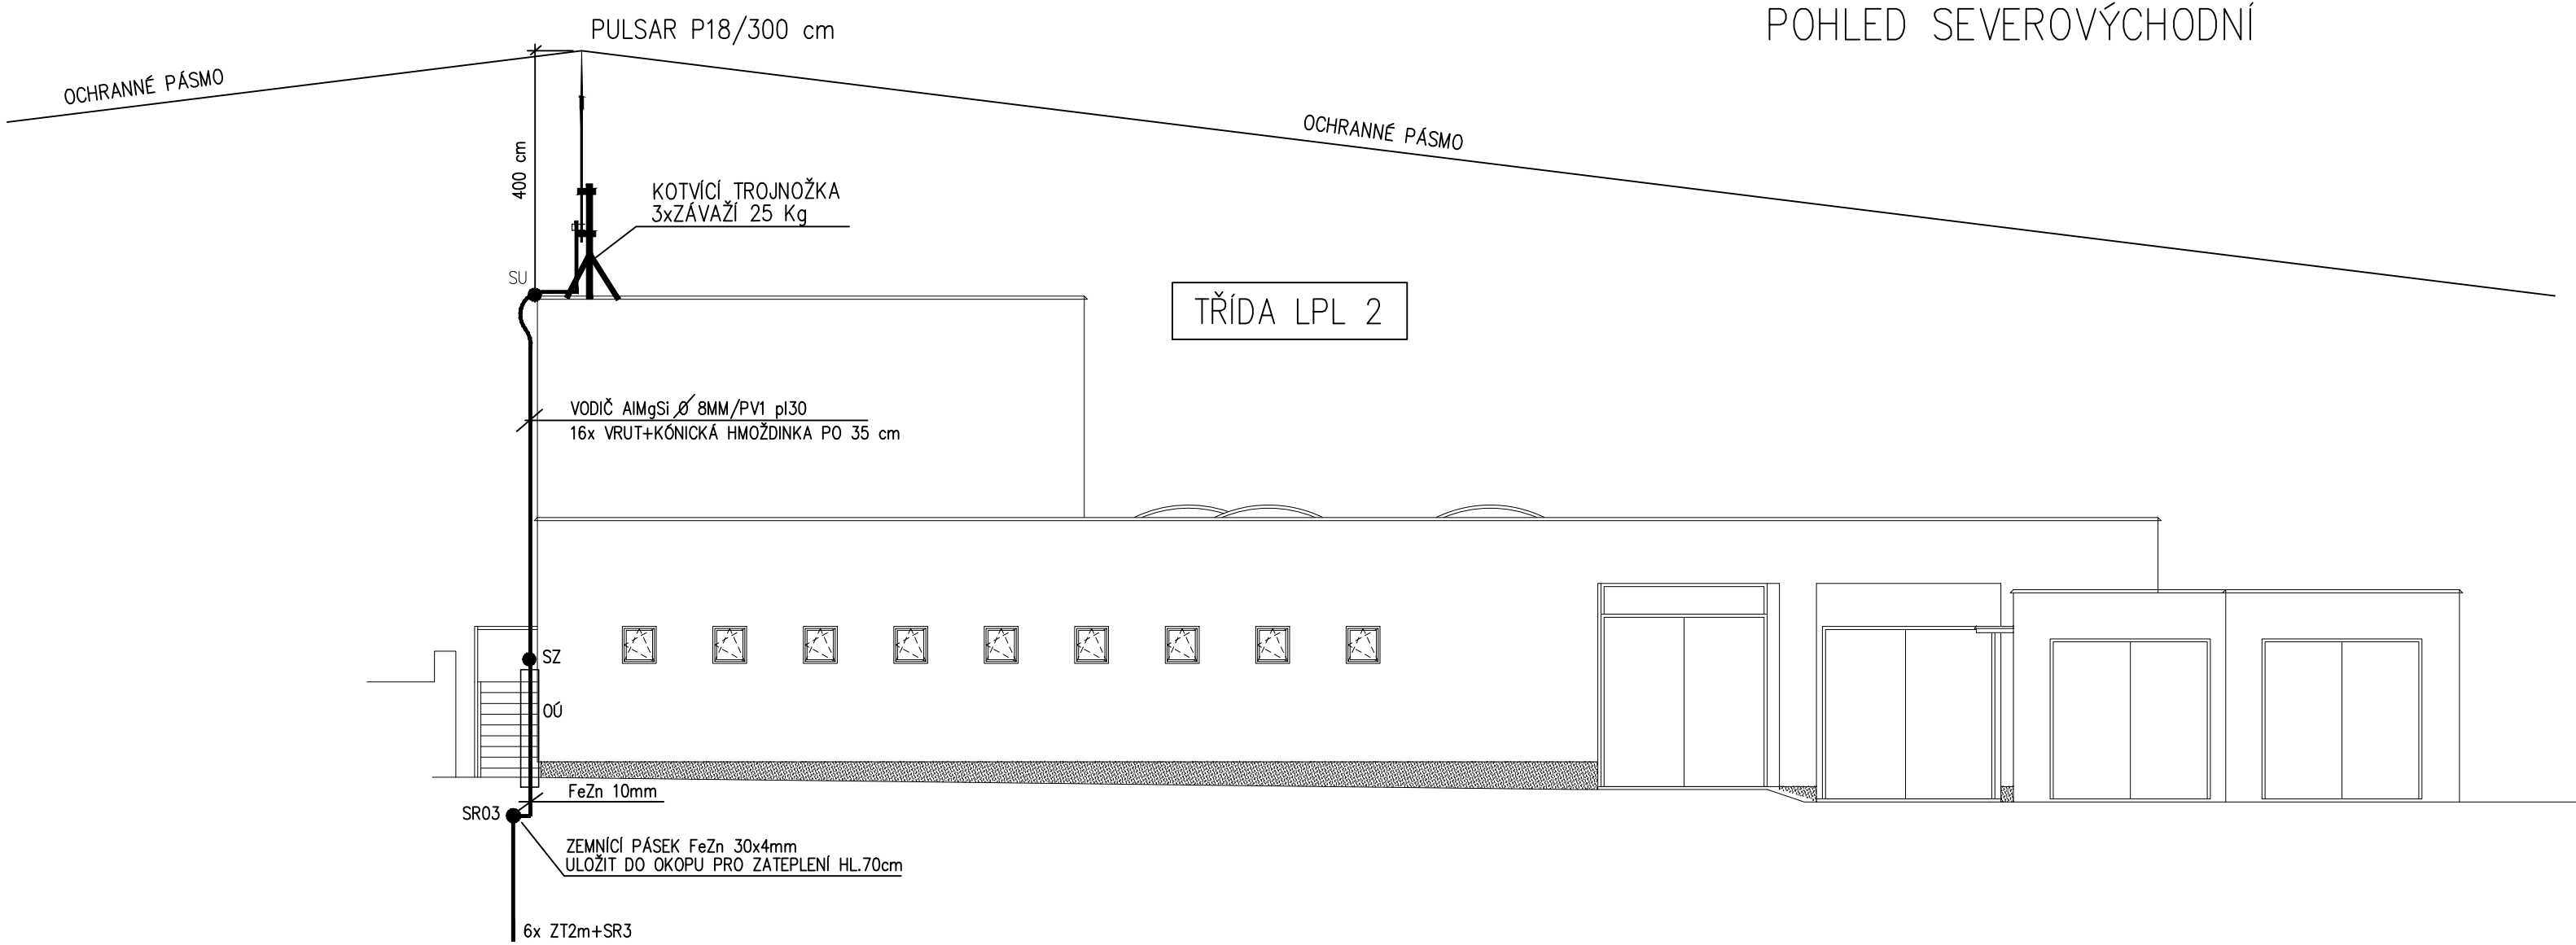 POHLED SEVEROVÝCHODNÍ
PULSAR P18/300 cm
OCHRANNÉ PÁSMO
OCHRANNÉ PÁSMO
400 cm
KOTVÍCÍ TROJNOŽKA
3xZÁVAŽÍ 25 Kg
SU
TŘÍDA LPL 2
VODIČ AlMgSi Ø 8MM/PV1 pl30
16x VRUT+KÓNICKÁ HMOŽDINKA PO 35 cm
SZ
OÚ
FeZn 10mm
SR03
ZEMNÍCÍ PÁSEK FeZn 30x4mm
ULOŽIT DO OKOPU PRO ZATEPLENÍ HL.70cm
6x ZT2m+SR3